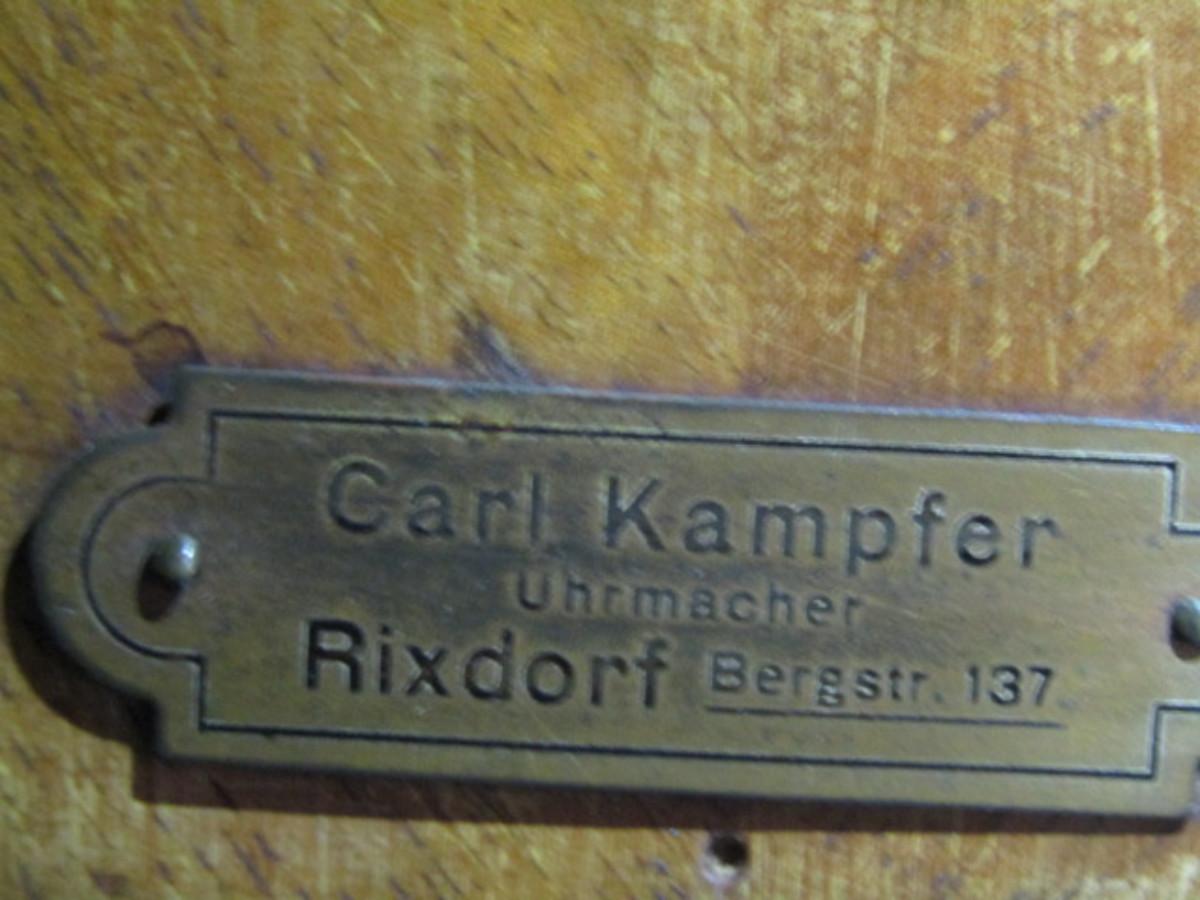 Carl Kampfer
Uhrmacher
Rixdorf Bergstr. 137